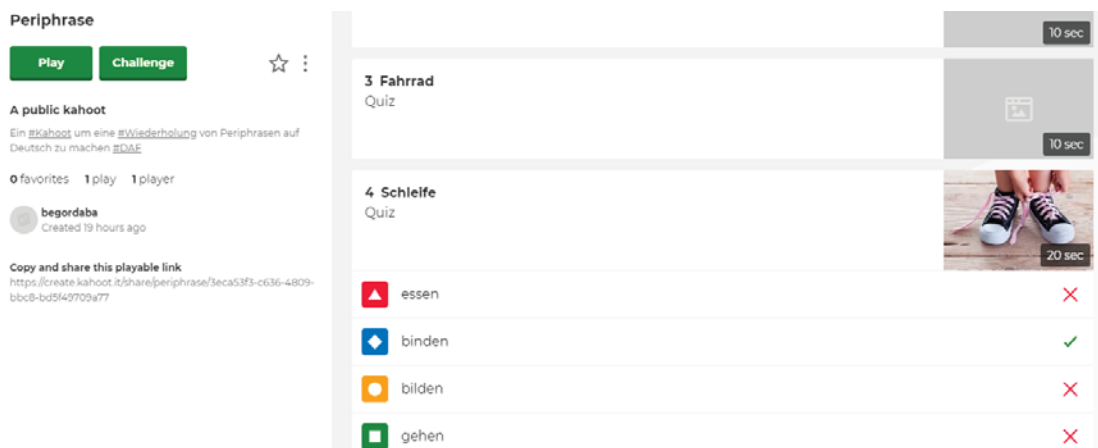 Periphrase
Play
Challenge
A public kahoot
Ein #Kahoot um eine #Wiederholung von Periphrasen auf
Deutsch zu machen #DAF
0 favorites 1 play 1 player
begordaba
Created 19 hours ago
Copy and share this playable link
https://create.kahoot.it/share/periphrase/3eca53f3-c636-4809-
bbc8-bd5f49709a77
10 sec
3 Fahrrad
Quiz
10 sec
4 Schleife
Quiz
20 sec
essen
binden
bilden
gehen